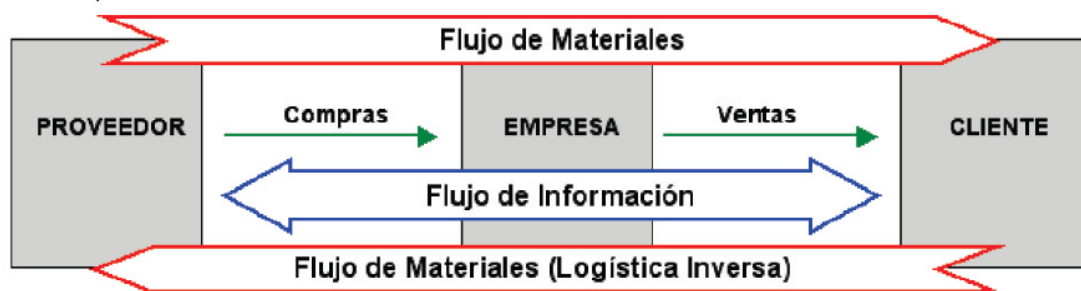 Flujo de Materiales
Compras
Ventas
PROVEEDOR
EMPRESA
CLIENTE
Flujo de Información
Flujo de Materiales (Logística Inversa)